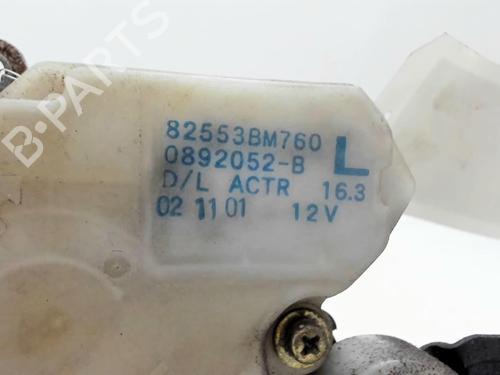 B-PARTS
82553BM760
0892052-B L
D/L ACTR 16.3
02 11 01 12V